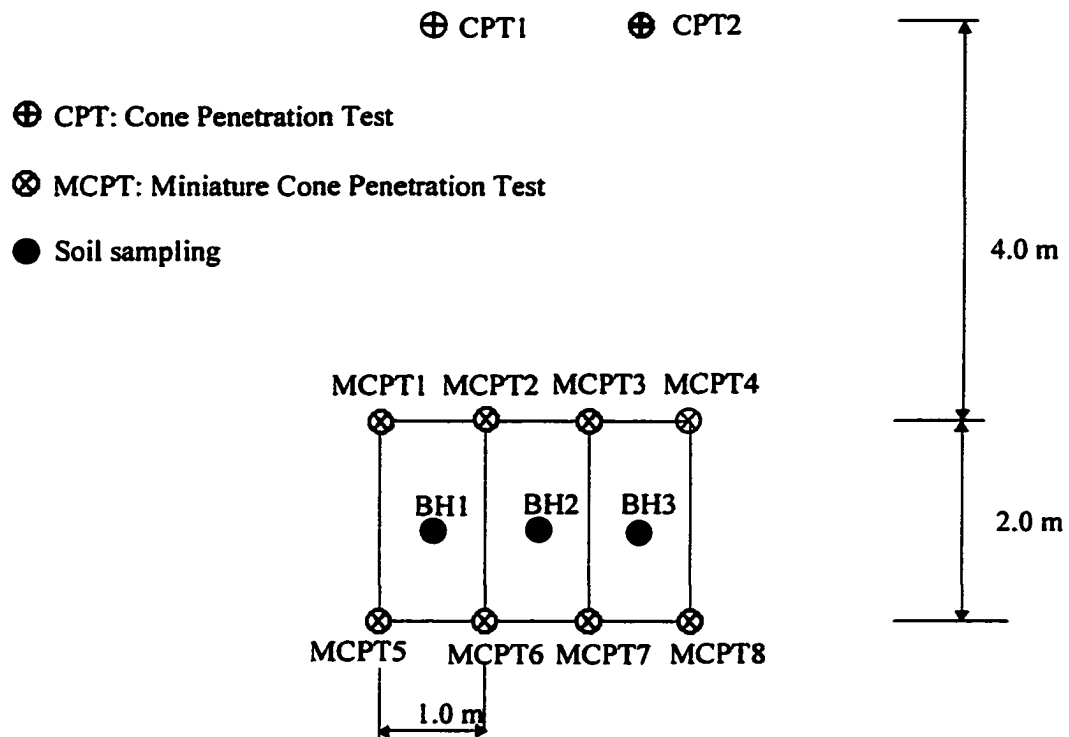 CPT1 CPT2
CPT: Cone Penetration Test
MCPT: Miniature Cone Penetration Test
Soil sampling
4.0 m
MCPT1 MCPT2 MCPT3 MCPT4
BH1 BH2 BH3
2.0 m
MCPT5 MCPT6 MCPT7 MCPT8
1.0 m